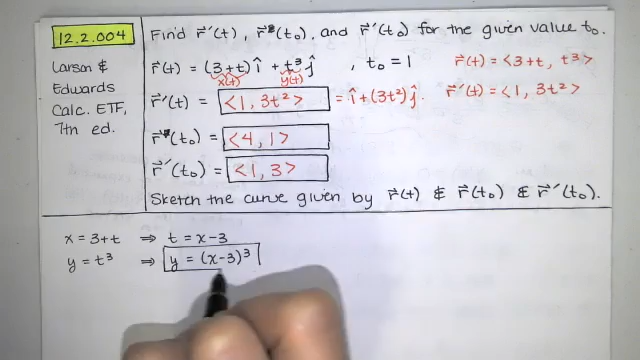 12.2.004
Larson &
Edwards
Calc. ETF,
7th ed.
Find r⃗′(t), r⃗(t₀), and r⃗′(t₀) for the given value t₀.
r⃗(t) = (3+t) î + t³ ĵ , t₀ = 1
x(t) y(t)
r⃗(t) = <3+t, t³>
r⃗′(t) = <1, 3t²> = î + (3t²) ĵ. r⃗′(t) = <1, 3t²>
r⃗(t₀) = <4, 1>
r⃗′(t₀) = <1, 3>
Sketch the curve given by r⃗(t) & r⃗(t₀) & r⃗′(t₀).
x = 3+t ⇒ t = x-3
y = t³ ⇒ y = (x-3)³